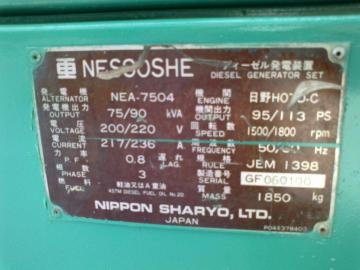 NESCOSHE ディーゼル発電装置
DIESEL GENERATOR SET
発電機 ALTERNATOR NEA-7504 機関 ENGINE 日野H07D-C
発電機出力 OUTPUT 75/90 kVA 機関出力 OUTPUT 95/113 PS
電圧 VOLTAGE 200/220 V 回転数 SPEED 1500/1800 rpm
電流 CURRENT 217/236 A 周波数 FREQUENCY 50/60 Hz
力率 P.F. 0.8 遅れ LAG. 規格 RULE JEM 1398
相数 PHASE 3 製造番号 SERIAL
燃料 FUEL 軽油又はA重油 ASTM DIESEL FUEL OIL No.2D 質量 MASS 1850 kg
NIPPON SHARYO, LTD.
JAPAN